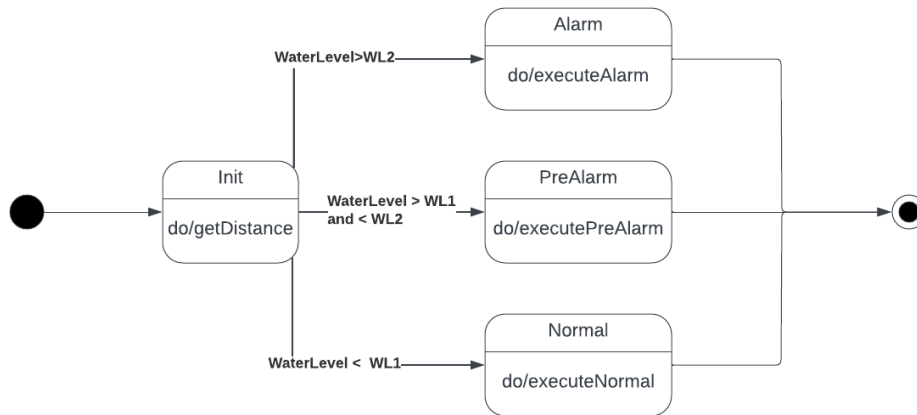 Alarm
WaterLevel>WL2
do/executeAlarm
Init
PreAlarm
WaterLevel > WL1
and < WL2
do/getDistance
do/executePreAlarm
Normal
WaterLevel < WL1
do/executeNormal